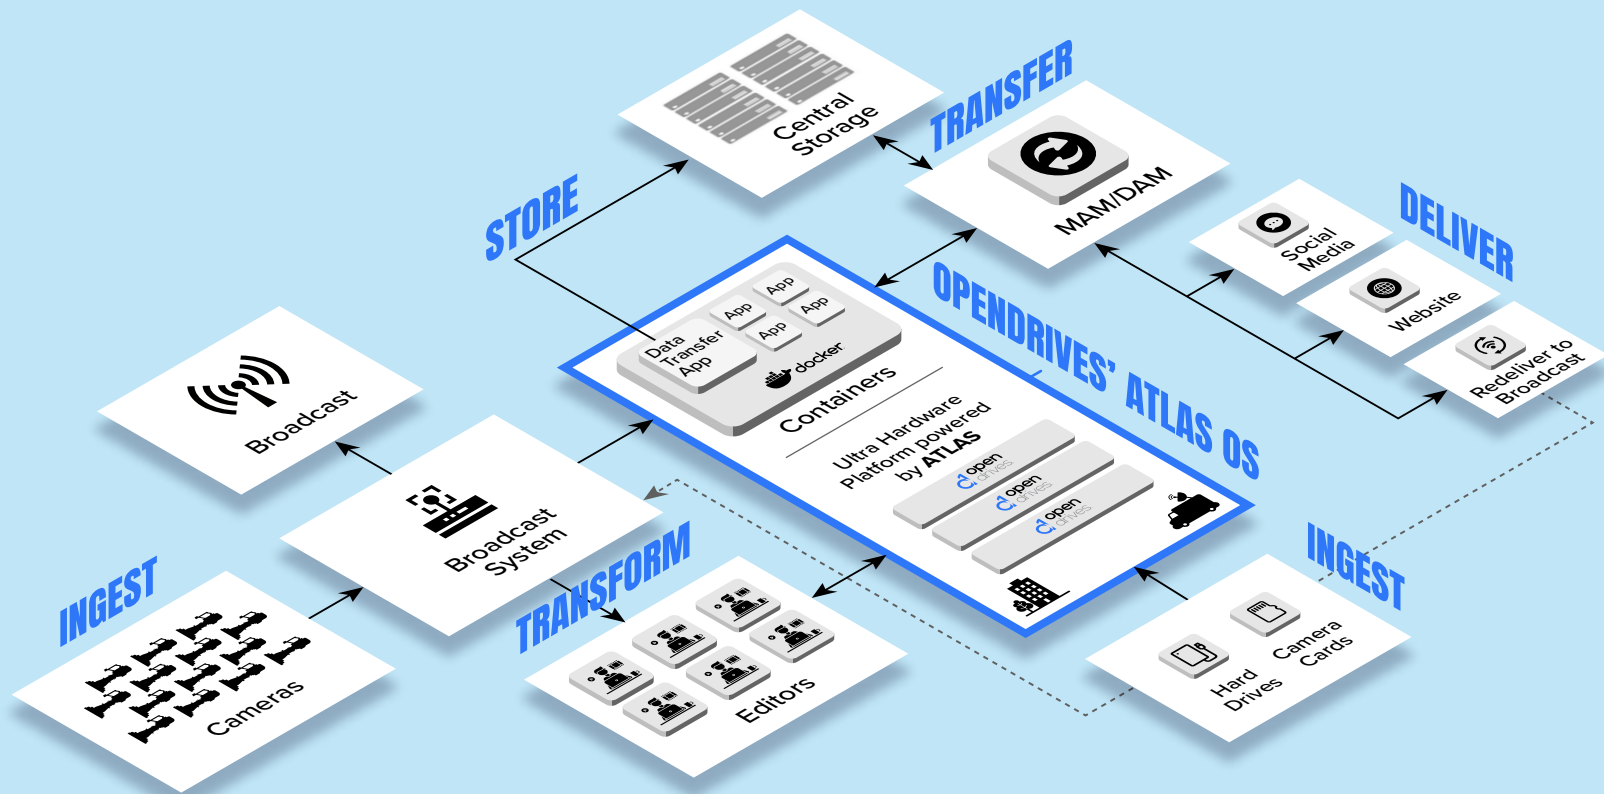 Central
Storage
TRANSFER
MAM/DAM
STORE
DELIVER
Social
Media
Website
Redeliver to
Broadcast
OPENDRIVES’ ATLAS OS
App
App
App
App
Data
Transfer
App
docker
Containers
Ultra Hardware
Platform powered
by ATLAS
open
drives
open
drives
open
drives
Broadcast
Broadcast
System
INGEST
Cameras
TRANSFORM
Editors
INGEST
Camera
Cards
Hard
Drives